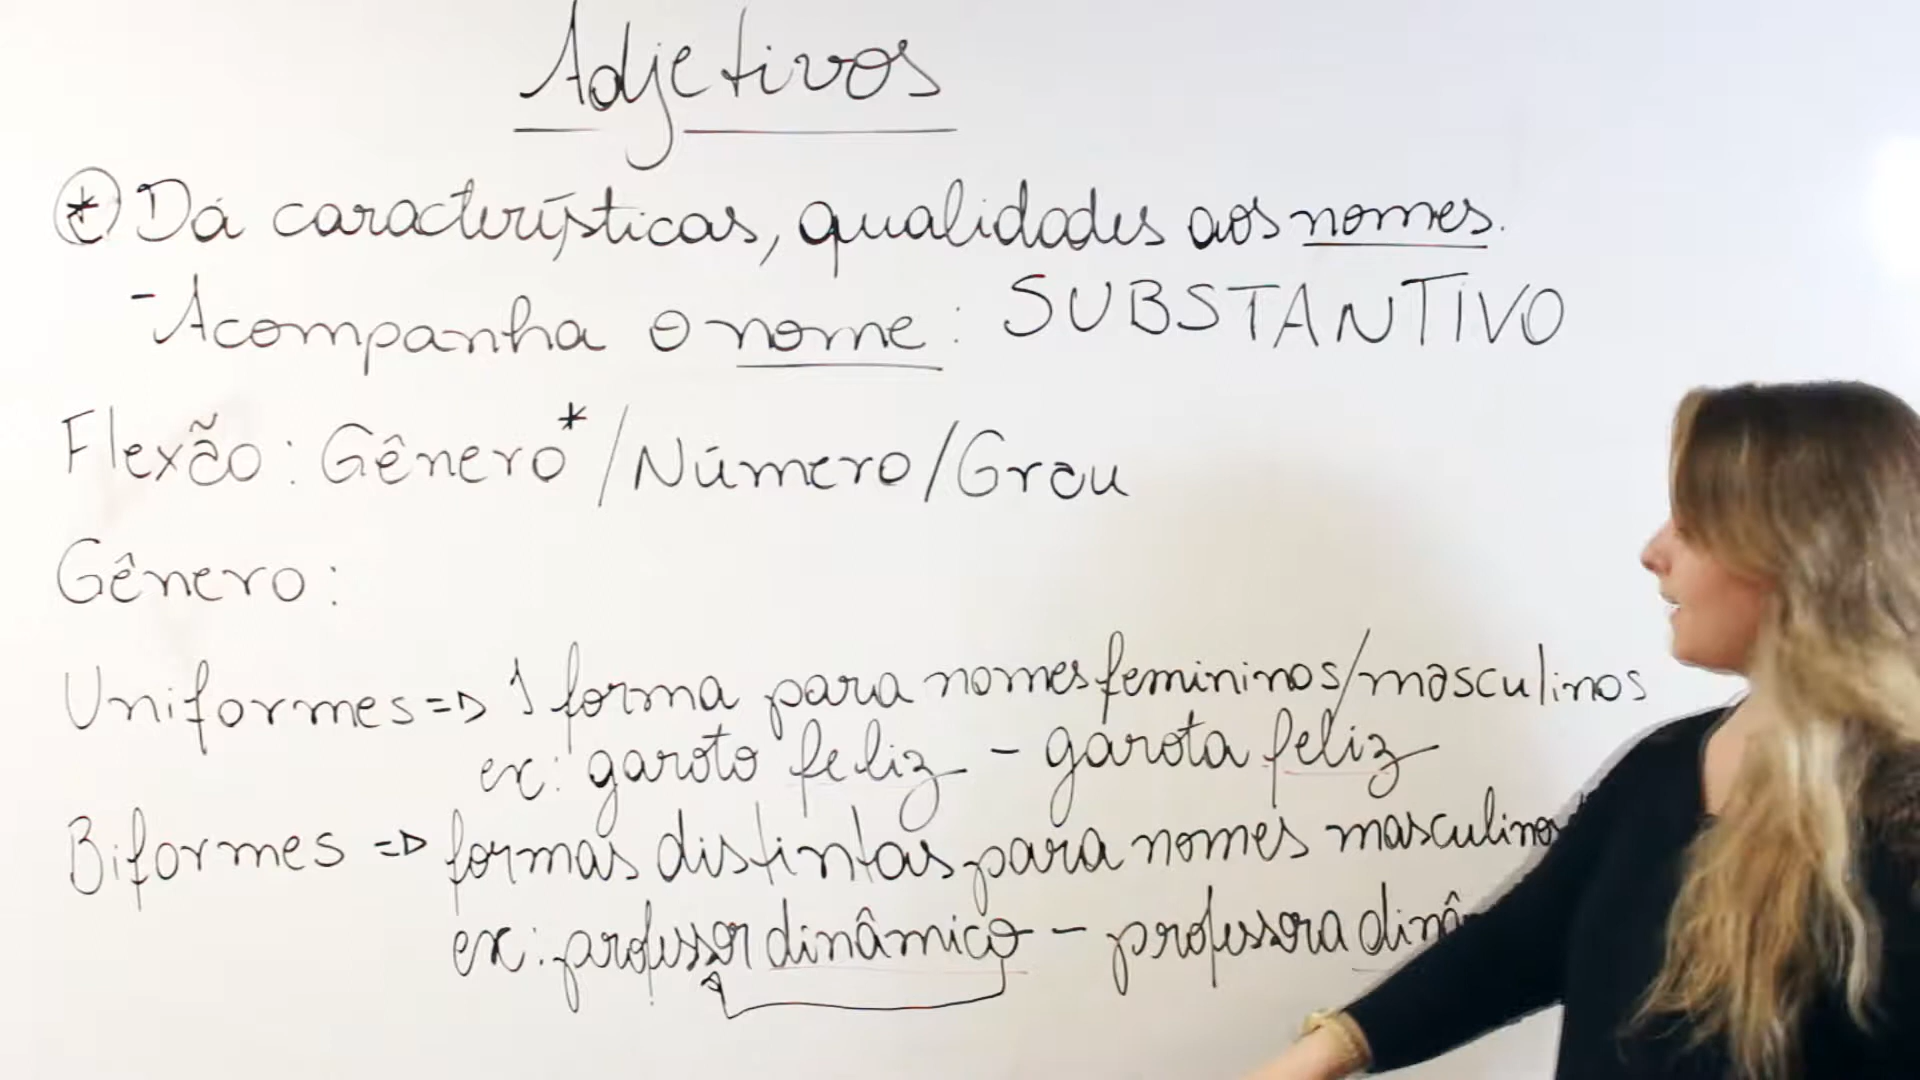 Adjetivos
* Dá características, qualidades aos nomes.
- Acompanha o nome: SUBSTANTIVO
Flexão: Gênero* / Número / Grau
Gênero:
Uniformes => 1 forma para nomes femininos/masculinos
ex: garoto feliz - garota feliz
Biformes => formas distintas para nomes masculinos
ex: professor dinâmico - professora